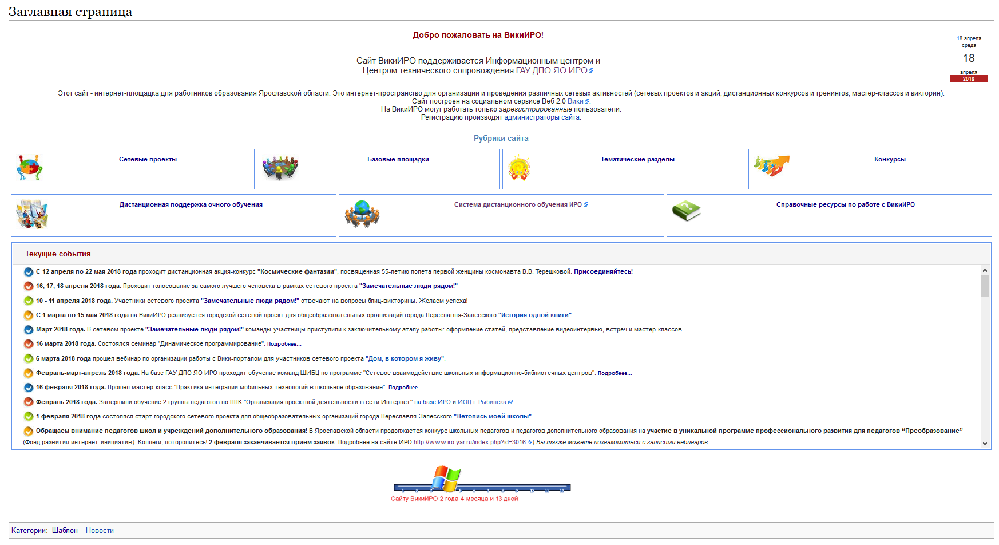 Заглавная страница
Добро пожаловать на ВикиИРО!
18 апреля
среда
18
апреля
2018
Сайт ВикиИРО поддерживается Информационным центром и
Центром технического сопровождения ГАУ ДПО ЯО ИРО
Этот сайт - интернет-площадка для работников образования Ярославской области. Это интернет-пространство для организации и проведения различных сетевых активностей (сетевых проектов и акций, дистанционных конкурсов и тренингов, мастер-классов и викторин).
Сайт построен на социальном сервисе Веб 2.0 Вики.
На ВикиИРО могут работать только зарегистрированные пользователи.
Регистрацию производят администраторы сайта.
Рубрики сайта
Сетевые проекты
Базовые площадки
Тематические разделы
Конкурсы
Дистанционная поддержка очного обучения
Система дистанционного обучения ИРО
Справочные ресурсы по работе с ВикиИРО
Текущие события
С 12 апреля по 22 мая 2018 года проходит дистанционная акция-конкурс "Космические фантазии", посвященная 55-летию полета первой женщины космонавта В.В. Терешковой. Присоединяйтесь!
16, 17, 18 апреля 2018 года. Проходит голосование за самого лучшего человека в рамках сетевого проекта "Замечательные люди рядом!"
10 - 11 апреля 2018 года. Участники сетевого проекта "Замечательные люди рядом!" отвечают на вопросы блиц-викторины. Желаем успеха!
С 1 марта по 15 мая 2018 года на ВикиИРО реализуется городской сетевой проект для общеобразовательных организаций города Переславля-Залесского "История одной книги".
Март 2018 года. В сетевом проекте "Замечательные люди рядом!" команды-участницы приступили к заключительному этапу работы: оформление статей, представление видеоинтервью, встреч и мастер-классов.
16 марта 2018 года. Состоялся семинар "Динамическое программирование". Подробнее...
6 марта 2018 года прошел вебинар по организации работы с Вики-порталом для участников сетевого проекта "Дом, в котором я живу".
Февраль-март-апрель 2018 года. На базе ГАУ ДПО ЯО ИРО проходит обучение команд ШИБЦ по программе "Сетевое взаимодействие школьных информационно-библиотечных центров". Подробнее...
16 февраля 2018 года. Прошел мастер-класс "Практика интеграции мобильных технологий в школьное образование". Подробнее...
Февраль 2018 года. Завершили обучение 2 группы педагогов по ППК "Организация проектной деятельности в сети Интернет" на базе ИРО и ИОЦ г. Рыбинска
1 февраля 2018 года состоялся старт городского сетевого проекта для общеобразовательных организаций города Переславля-Залесского "Летопись моей школы".
Обращаем внимание педагогов школ и учреждений дополнительного образования! В Ярославской области продолжается конкурс школьных педагогов и педагогов дополнительного образования на участие в уникальной программе профессионального развития для педагогов “Преобразование”
(Фонд развития интернет-инициатив). Коллеги, поторопитесь! 2 февраля заканчивается прием заявок. Подробнее на сайте ИРО http://www.iro.yar.ru/index.php?id=3016) Вы также можете познакомиться с записями вебинаров.
1 2 3 5 6 7 8 9 10 11 12
Сайту ВикиИРО 2 года 4 месяца и 13 дней
Категории: Шаблон | Новости